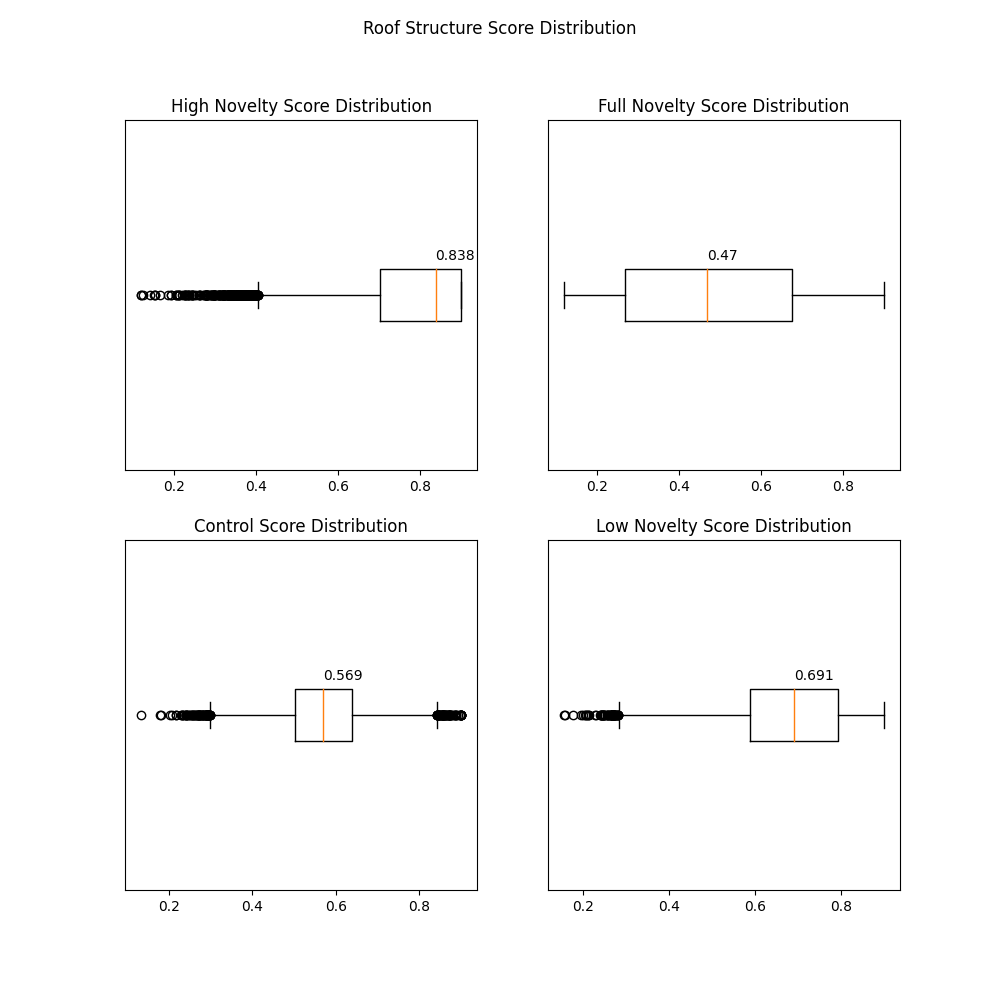 Roof Structure Score Distribution
High Novelty Score Distribution
0.838
0.2 0.4 0.6 0.8
Full Novelty Score Distribution
0.47
0.2 0.4 0.6 0.8
Control Score Distribution
0.569
0.2 0.4 0.6 0.8
Low Novelty Score Distribution
0.691
0.2 0.4 0.6 0.8